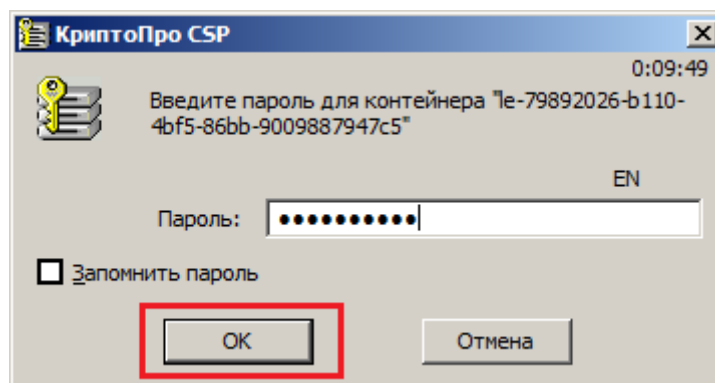 КриптоПро CSP
0:09:49
Введите пароль для контейнера "le-79892026-b110-
4bf5-86bb-9009887947c5"
EN
Пароль: ••••••••••
Запомнить пароль
OK
Отмена